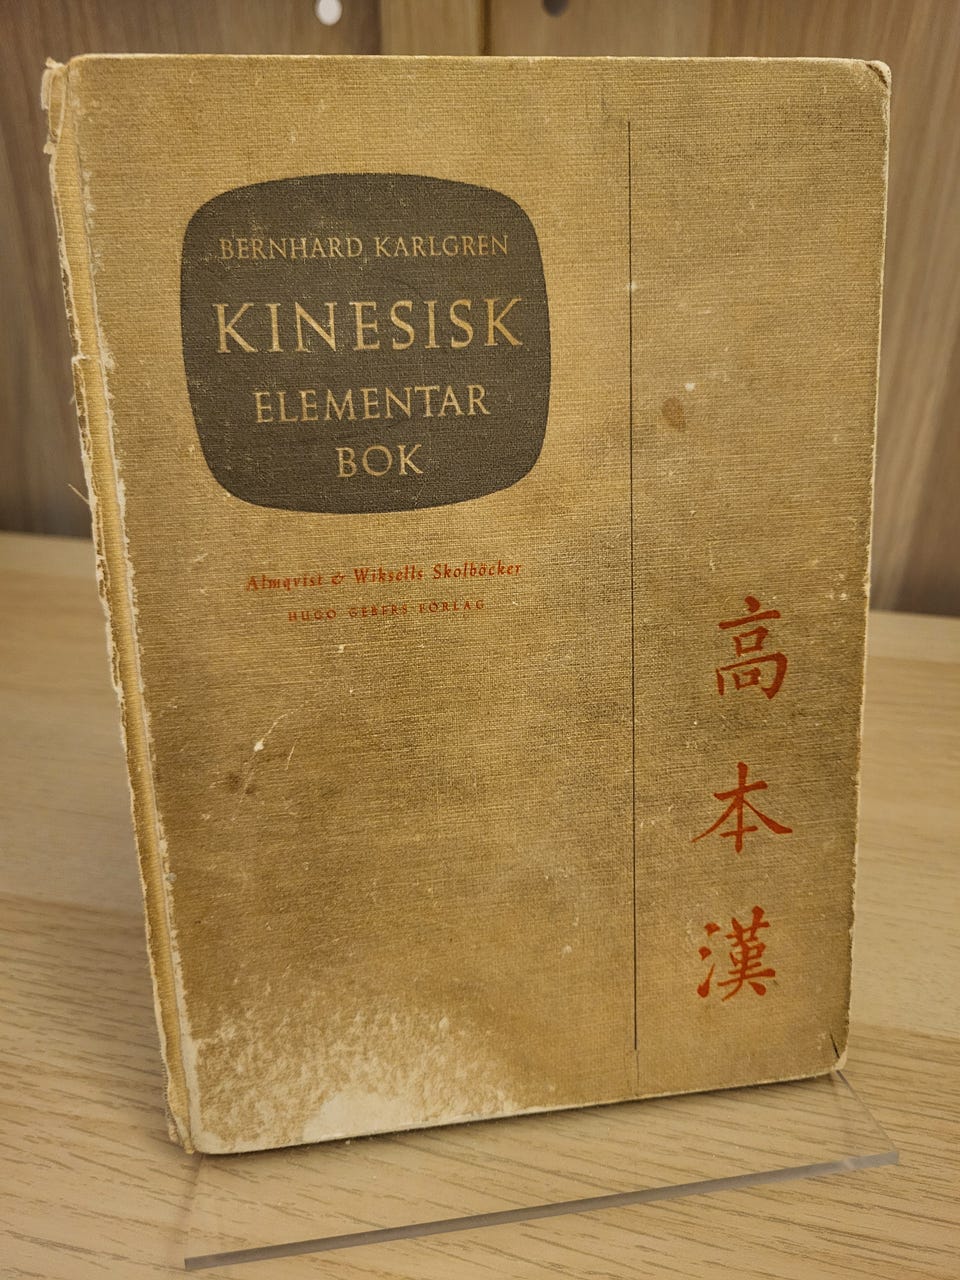 BERNHARD KARLGREN
KINESISK
ELEMENTAR
BOK
Almqvist & Wiksells Skolböcker
HUGO GEBERS FÖRLAG
高
本
漢